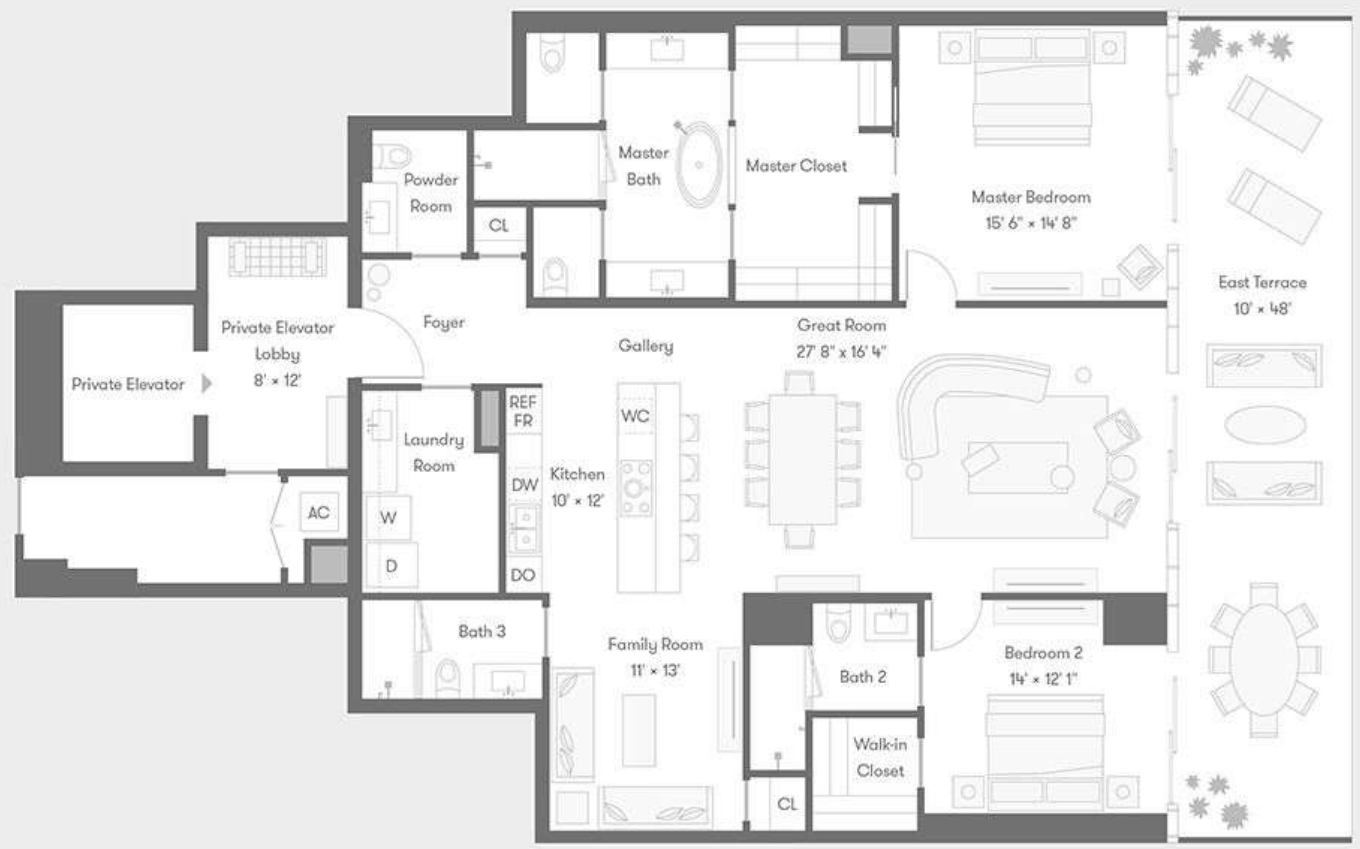 Powder
Room
CL
Master
Bath
Master Closet
Master Bedroom
15' 6" × 14' 8"
East Terrace
10' × 48'
Private Elevator
Private Elevator
Lobby
8' × 12'
Foyer
Gallery
Great Room
27' 8" x 16' 4"
AC
Laundry
Room
W
D
REF
FR
DW
DO
Kitchen
10' × 12'
WC
Bath 3
Family Room
11' × 13'
Bath 2
Walk-in
Closet
CL
Bedroom 2
14' × 12' 1"